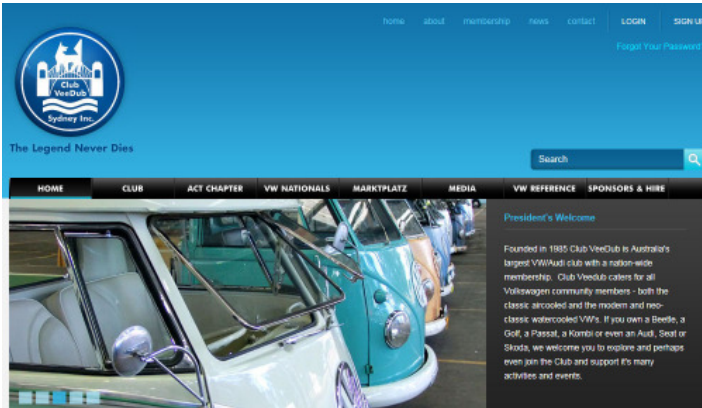 home about membership news contact LOGIN SIGN U
Forgot Your Password
Club
VeeDub
Sydney Inc.
The Legend Never Dies
Search
HOME CLUB ACT CHAPTER VW NATIONALS MARKTPLATZ MEDIA VW REFERENCE SPONSORS & HIRE
President's Welcome
Founded in 1985 Club VeeDub is Australia's
largest VW/Audi club with a nation-wide
membership. Club Veedub caters for all
Volkswagen community members - both the
classic aircooled and the modern and neo-
classic watercooled VW's. If you own a Beetle, a
Golf, a Passat, a Kombi or even an Audi, Seat or
Skoda, we welcome you to explore and perhaps
even join the Club and support it's many
activities and events.